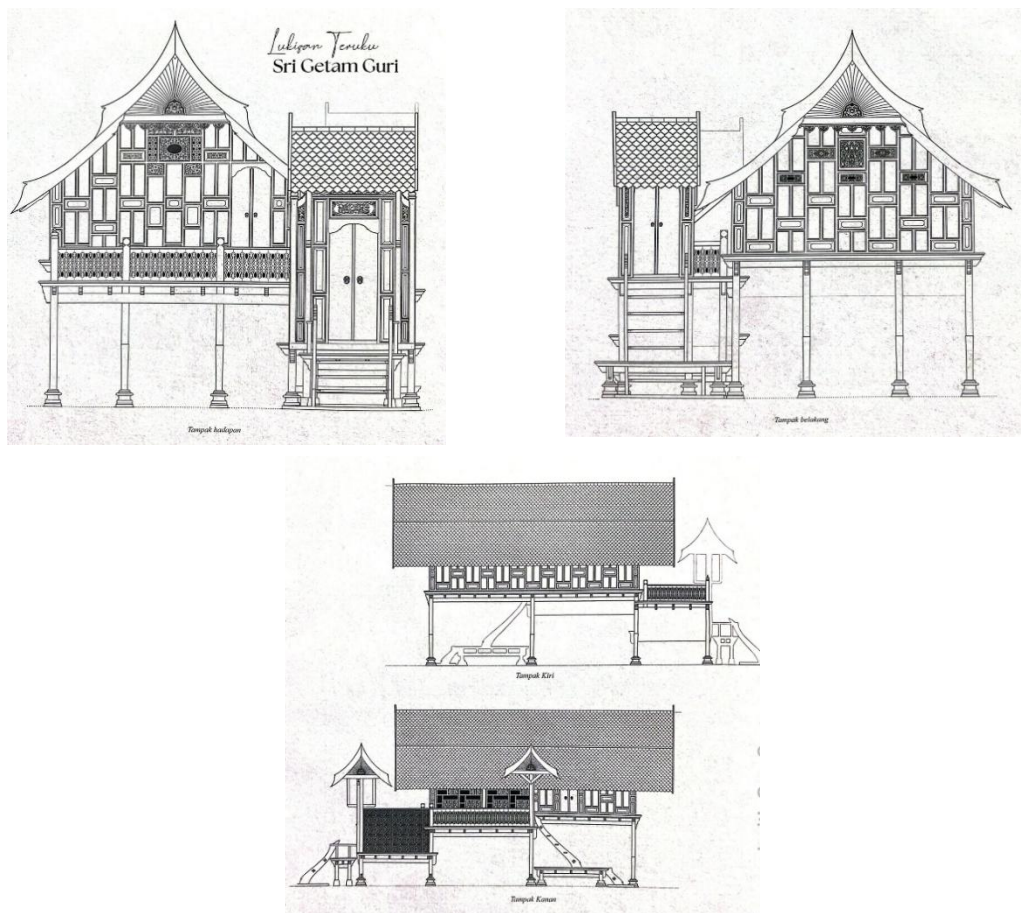 Lukisan Teruku
Sri Getam Guri
Tampak hadapan
Tampak belakang
Tampak Kiri
Tampak Kanan